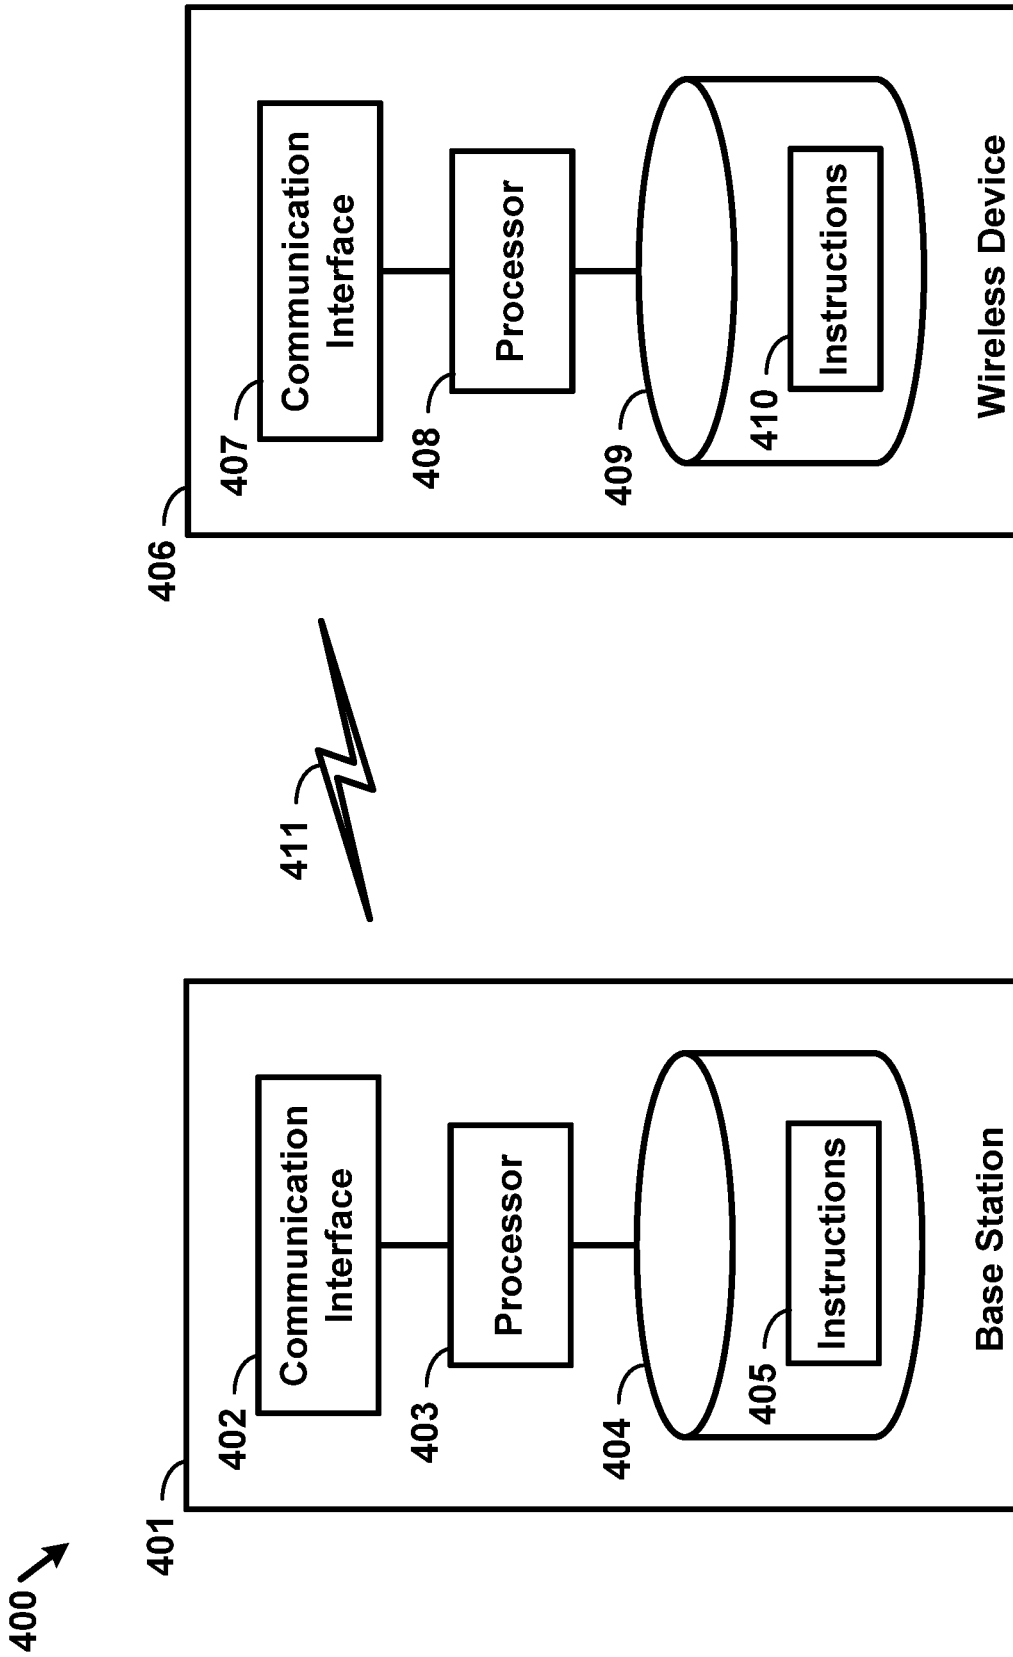 400
401
402
Communication
Interface
403
Processor
404
405
Instructions
Base Station
411
406
407
Communication
Interface
408
Processor
409
410
Instructions
Wireless Device